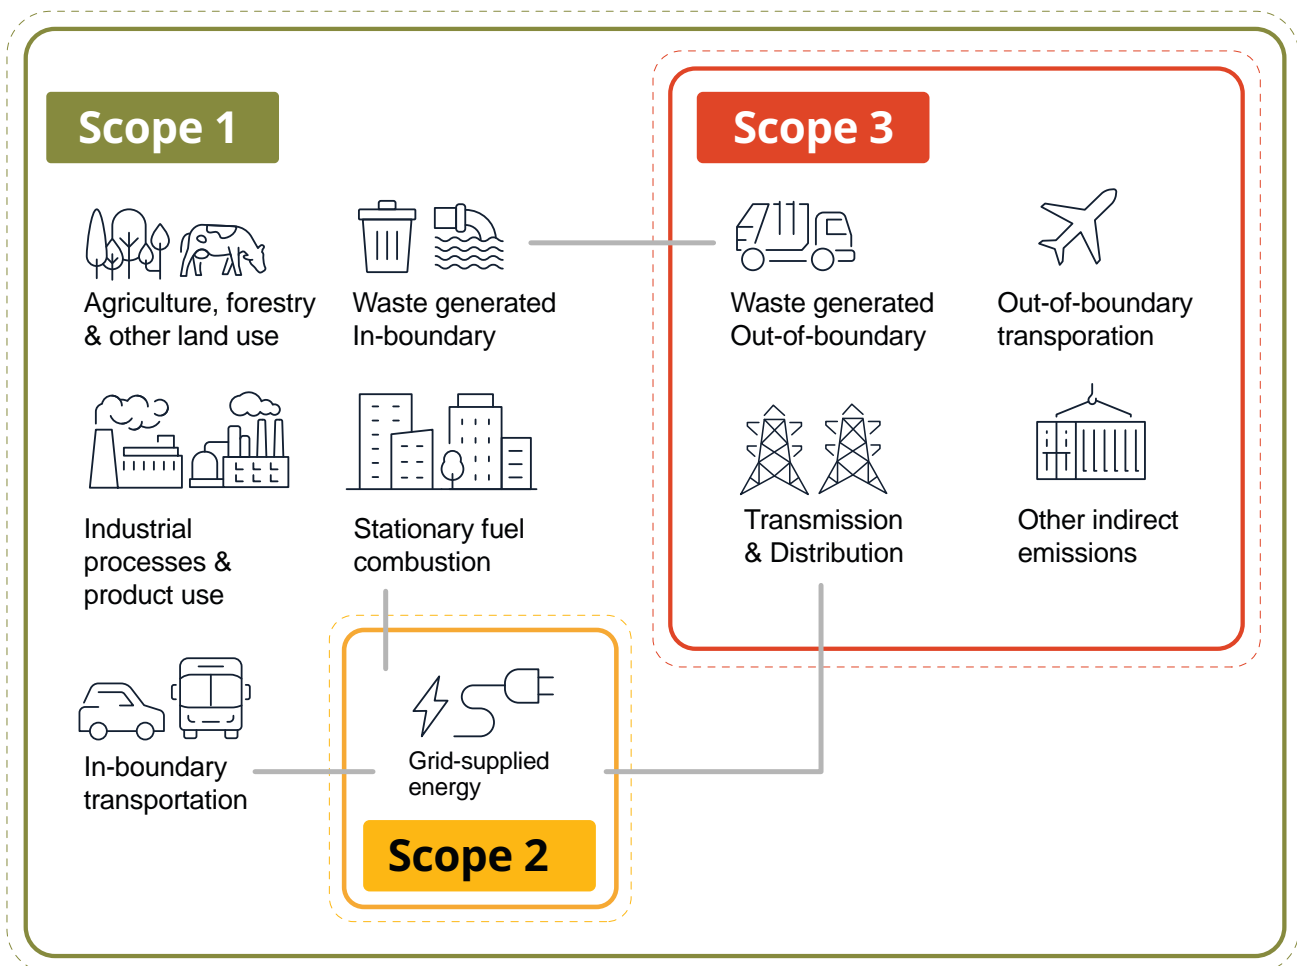 Scope 1
Agriculture, forestry
& other land use
Waste generated
In-boundary
Industrial
processes &
product use
Stationary fuel
combustion
In-boundary
transportation
Grid-supplied
energy
Scope 2
Scope 3
Waste generated
Out-of-boundary
Out-of-boundary
transporation
Transmission
& Distribution
Other indirect
emissions